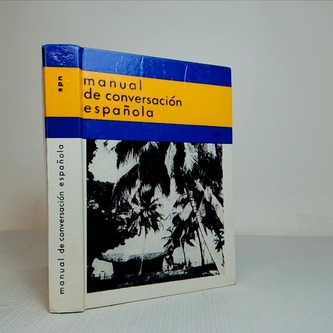 manual
de conversación
española
spn
manual de conversación española